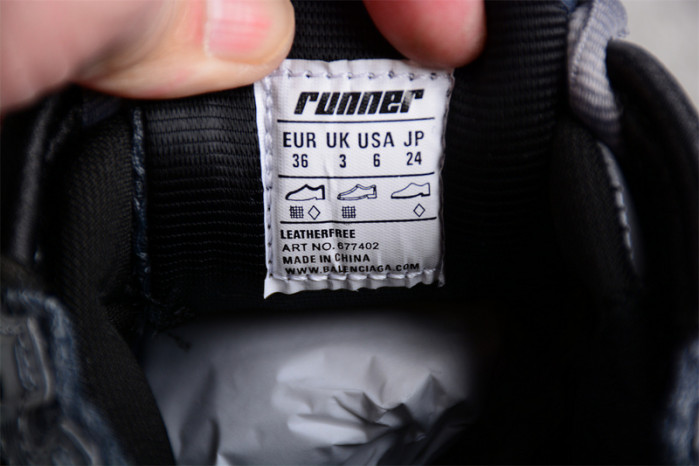 runner
EUR UK USA JP
36 3 6 24
LEATHERFREE
ART NO. 677402
MADE IN CHINA
WWW.BALENCIAGA.COM